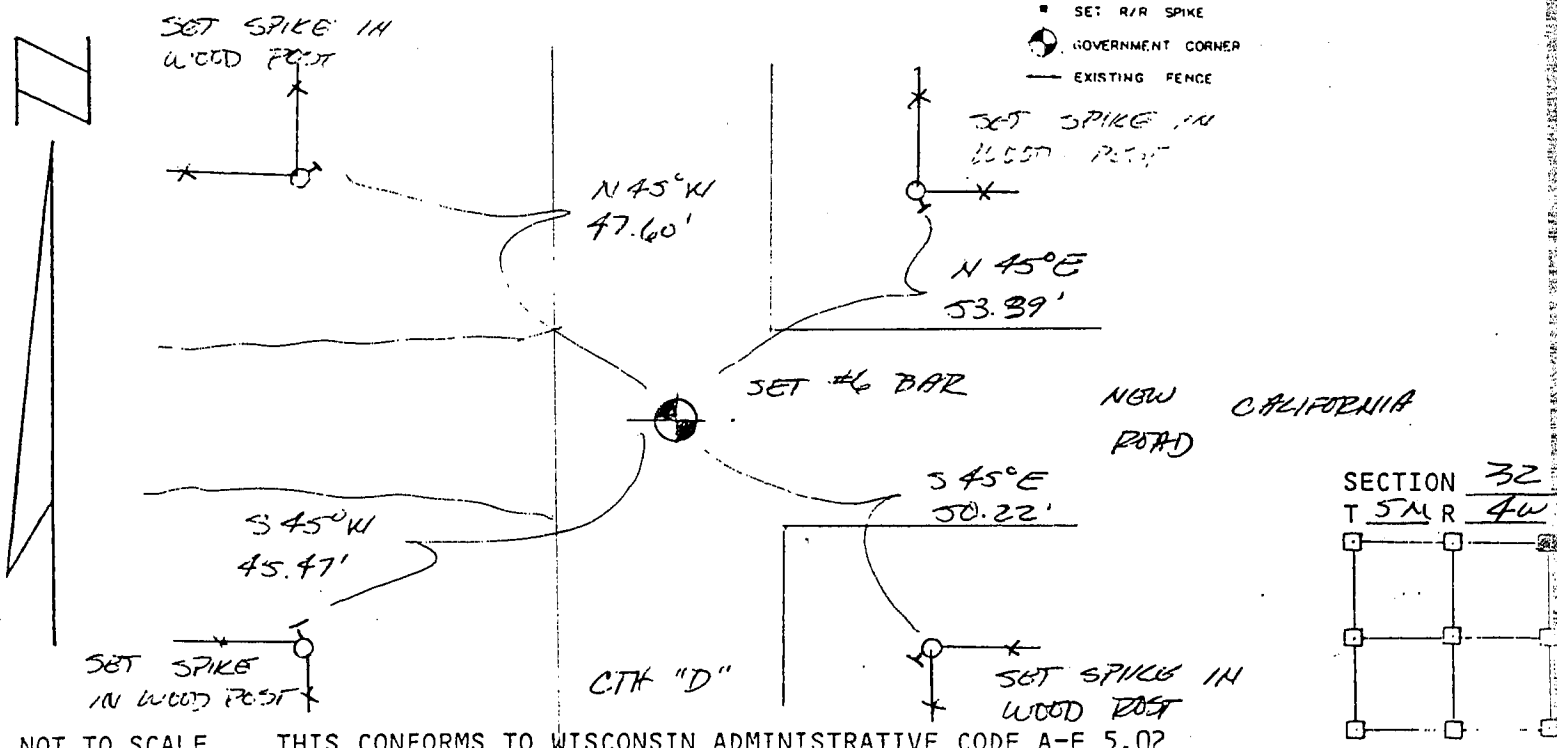 SET R/R SPIKE
GOVERNMENT CORNER
EXISTING FENCE
SET SPIKE IN
WOOD POST
SET SPIKE IN
WOOD POST
N 45° W
47.60'
N 45° E
53.89'
SET #6 BAR
NEW CALIFORNIA
ROAD
S 45° E
50.22'
S 45° W
45.47'
SECTION 32
T 5N R 4W
SET SPIKE
IN WOOD POST
CTH "D"
SET SPIKE IN
WOOD POST
NOT TO SCALE THIS CONFORMS TO WISCONSIN ADMINISTRATIVE CODE A-E 5.02